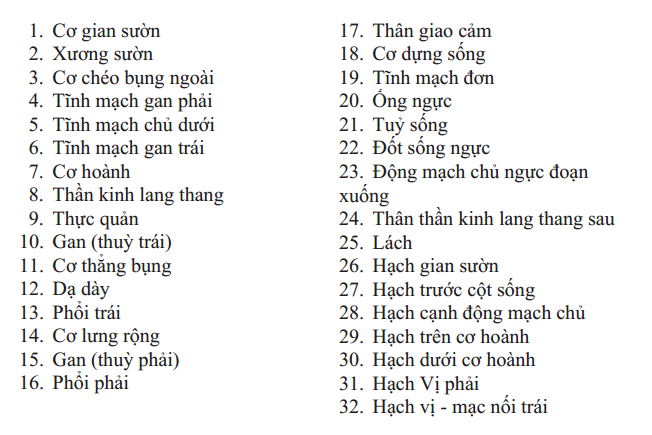 1. Cơ gian sườn
2. Xương sườn
3. Cơ chéo bụng ngoài
4. Tĩnh mạch gan phải
5. Tĩnh mạch chủ dưới
6. Tĩnh mạch gan trái
7. Cơ hoành
8. Thần kinh lang thang
9. Thực quản
10. Gan (thuỳ trái)
11. Cơ thẳng bụng
12. Dạ dày
13. Phổi trái
14. Cơ lưng rộng
15. Gan (thuỳ phải)
16. Phổi phải
17. Thân giao cảm
18. Cơ dựng sống
19. Tĩnh mạch đơn
20. Ống ngực
21. Tuỷ sống
22. Đốt sống ngực
23. Động mạch chủ ngực đoạn
xuống
24. Thân thần kinh lang thang sau
25. Lách
26. Hạch gian sườn
27. Hạch trước cột sống
28. Hạch cạnh động mạch chủ
29. Hạch trên cơ hoành
30. Hạch dưới cơ hoành
31. Hạch Vị phải
32. Hạch vị - mạc nối trái